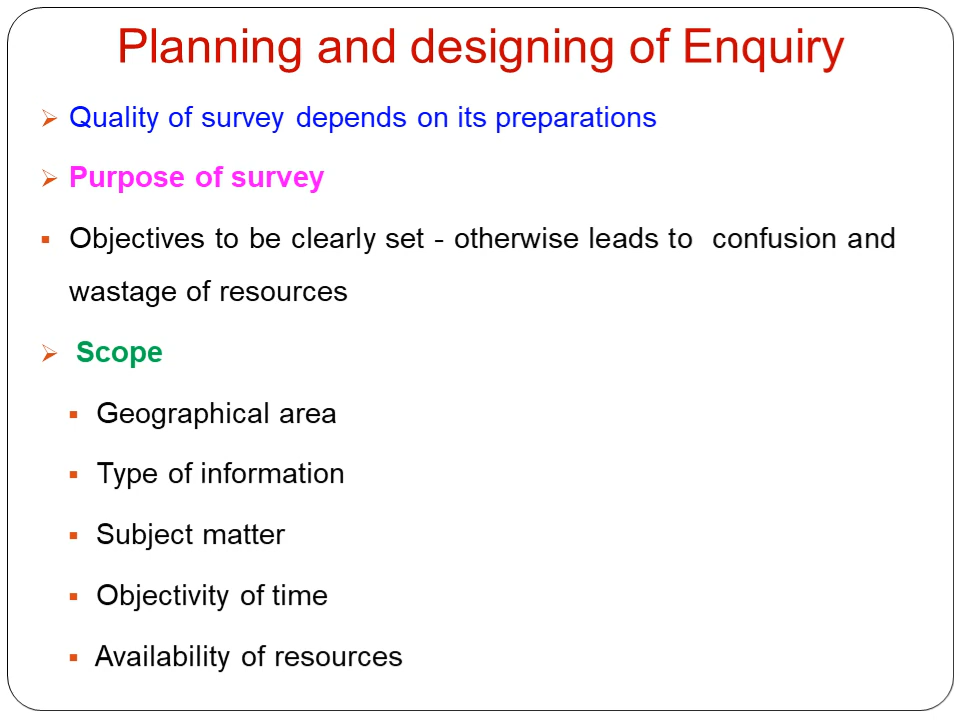 Planning and designing of Enquiry
Quality of survey depends on its preparations
Purpose of survey
Objectives to be clearly set - otherwise leads to confusion and
wastage of resources
Scope
Geographical area
Type of information
Subject matter
Objectivity of time
Availability of resources